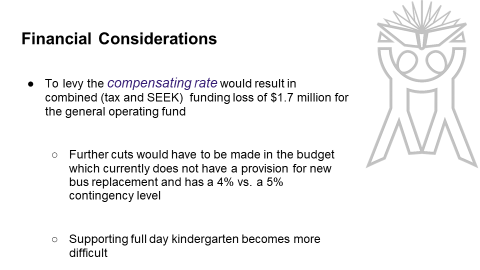 Financial Considerations
● To levy the compensating rate would result in
combined (tax and SEEK) funding loss of $1.7 million for
the general operating fund
○ Further cuts would have to be made in the budget
which currently does not have a provision for new
bus replacement and has a 4% vs. a 5%
contingency level
○ Supporting full day kindergarten becomes more
difficult